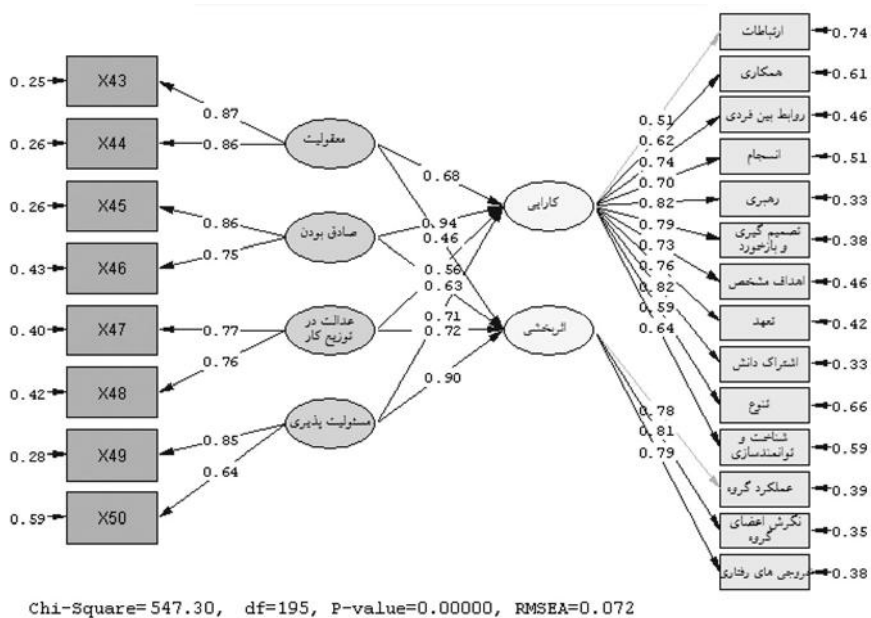 0.25
X43
0.26
X44
0.26
X45
0.43
X46
0.40
X47
0.42
X48
0.28
X49
0.59
X50
0.87
0.86
0.86
0.75
0.77
0.76
0.85
0.64
معقولیت
صادق بودن
عدالت در
توزیع کار
مسئولیت پذیری
0.68
0.94
0.46
0.56
0.63
0.71
0.72
0.90
کارایی
اثربخشی
0.51
0.62
0.74
0.70
0.82
0.79
0.73
0.76
0.82
0.59
0.64
0.78
0.81
0.79
ارتباطات
0.74
همکاری
0.61
روابط بین فردی
0.46
انسجام
0.51
رهبری
0.33
تصمیم گیری
و بازخورد
0.38
اهداف مشخص
0.46
تعهد
0.42
اشتراک دانش
0.33
تنوع
0.66
شناخت و
توانمندسازی
0.59
عملکرد گروه
0.39
نگرش اعضای
گروه
0.35
خروجی های رفتاری
0.38
Chi-Square=547.30, df=195, P-value=0.00000, RMSEA=0.072